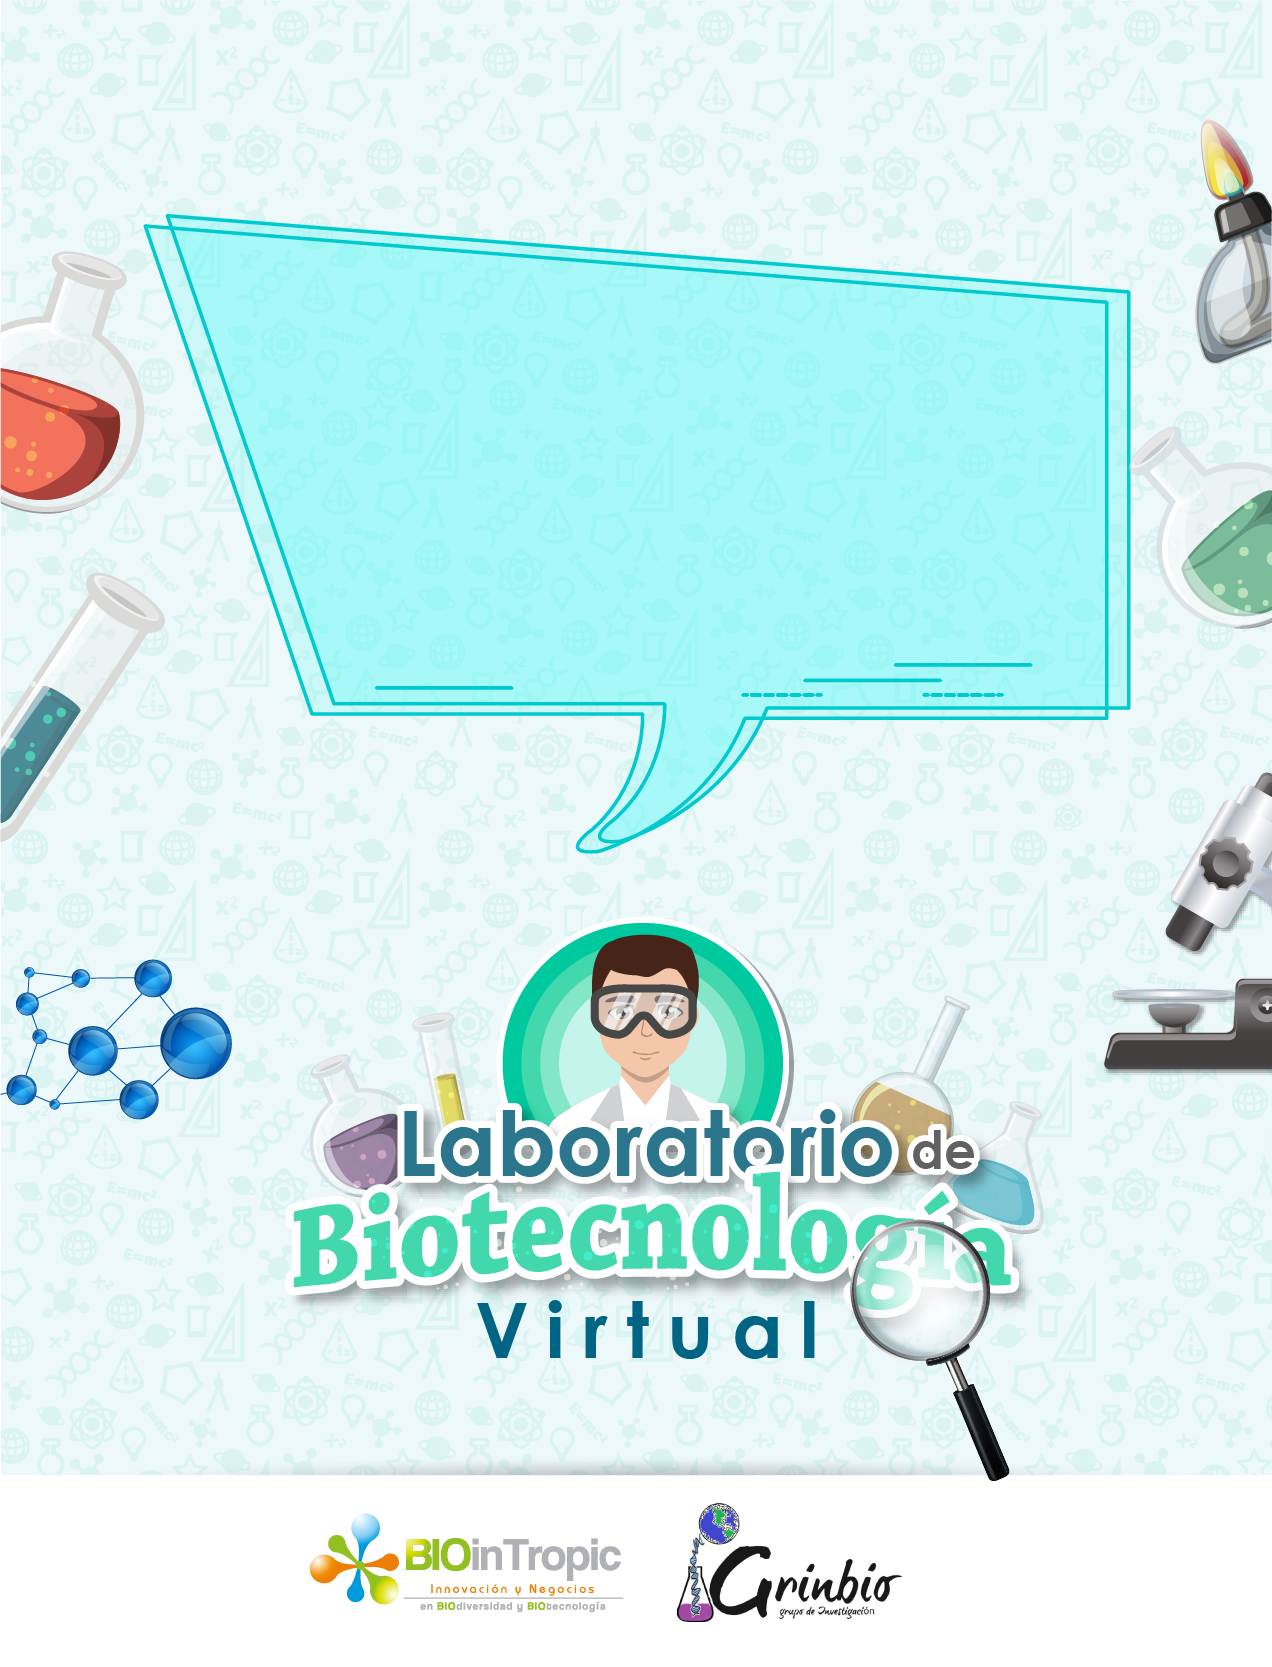 Laboratorio de
Biotecnología
Virtual
BIOinTropic
Innovación y Negocios
en BIOdiversidad y BIOtecnología
Grinbio
grupo de Investigación